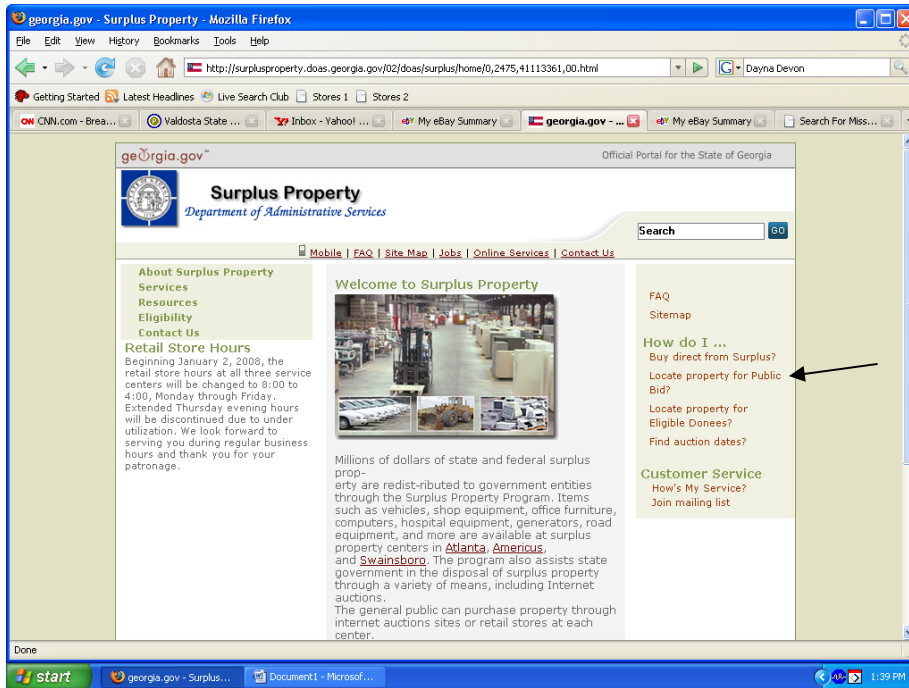 georgia.gov - Surplus Property - Mozilla Firefox
File Edit View History Bookmarks Tools Help
http://surplusproperty.doas.georgia.gov/02/doas/surplus/home/0,2475,41113361,00.html
G Dayna Devon
Getting Started Latest Headlines Live Search Club Stores 1 Stores 2
CNN.com - Brea... Valdosta State ... Inbox - Yahoo! ... My eBay Summary georgia.gov - ... My eBay Summary Search For Miss...
georgia.gov™ Official Portal for the State of Georgia
Surplus Property
Department of Administrative Services
Search GO
Mobile | FAQ | Site Map | Jobs | Online Services | Contact Us
About Surplus Property
Services
Resources
Eligibility
Contact Us
Retail Store Hours
Beginning January 2, 2008, the
retail store hours at all three service
centers will be changed to 8:00 to
4:00, Monday through Friday.
Extended Thursday evening hours
will be discontinued due to under
utilization. We look forward to
serving you during regular business
hours and thank you for your
patronage.
Welcome to Surplus Property
Millions of dollars of state and federal surplus
prop-
erty are redist-ributed to government entities
through the Surplus Property Program. Items
such as vehicles, shop equipment, office furniture,
computers, hospital equipment, generators, road
equipment, and more are available at surplus
property centers in Atlanta, Americus,
and Swainsboro. The program also assists state
government in the disposal of surplus property
through a variety of means, including Internet
auctions.
The general public can purchase property through
internet auctions sites or retail stores at each
center.
FAQ
Sitemap
How do I ...
Buy direct from Surplus?
Locate property for Public
Bid?
Locate property for
Eligible Donees?
Find auction dates?
Customer Service
How's My Service?
Join mailing list
Done
start georgia.gov - Surplus... Document1 - Microsof... 1:39 PM